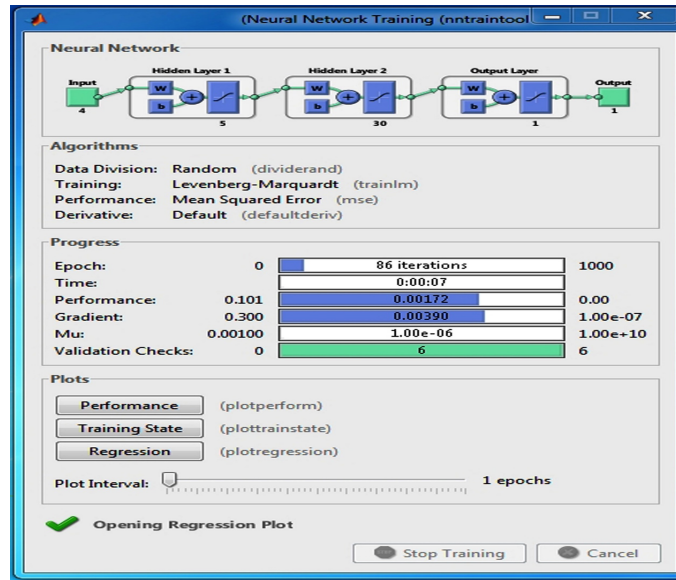 (Neural Network Training (nntraintool
Neural Network
Hidden Layer 1 Hidden Layer 2 Output Layer
Input Output
W W W
b b b
4 5 30 1 1
Algorithms
Data Division: Random (dividerand)
Training: Levenberg-Marquardt (trainlm)
Performance: Mean Squared Error (mse)
Derivative: Default (defaultderiv)
Progress
Epoch: 0 86 iterations 1000
Time: 0:00:07
Performance: 0.101 0.00172 0.00
Gradient: 0.300 0.00390 1.00e-07
Mu: 0.00100 1.00e-06 1.00e+10
Validation Checks: 0 6 6
Plots
Performance (plotperform)
Training State (plottrainstate)
Regression (plotregression)
Plot Interval: 1 epochs
Opening Regression Plot
Stop Training Cancel